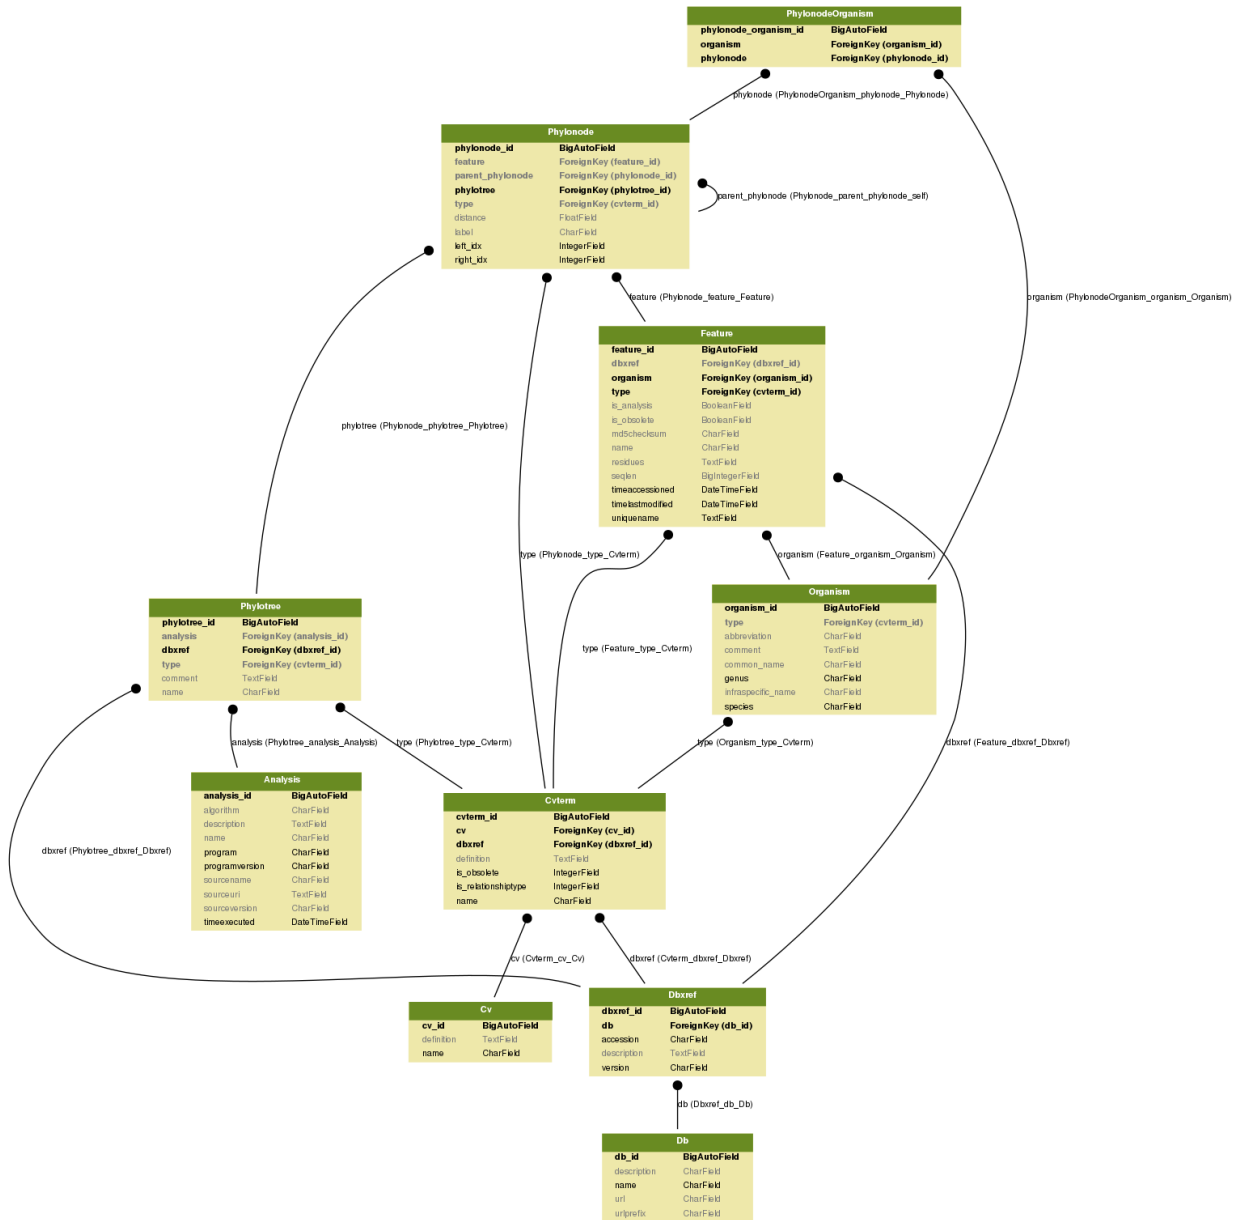 PhylonodeOrganism
phylonode_organism_id BigAutoField
organism ForeignKey (organism_id)
phylonode ForeignKey (phylonode_id)
phylonode (PhylonodeOrganism_phylonode_Phylonode)
Phylonode
phylonode_id BigAutoField
feature ForeignKey (feature_id)
parent_phylonode ForeignKey (phylonode_id)
phylotree ForeignKey (phylotree_id)
type ForeignKey (cvterm_id)
distance FloatField
label CharField
left_idx IntegerField
right_idx IntegerField
parent_phylonode (Phylonode_parent_phylonode_self)
feature (Phylonode_feature_Feature)
organism (PhylonodeOrganism_organism_Organism)
Feature
feature_id BigAutoField
dbxref ForeignKey (dbxref_id)
organism ForeignKey (organism_id)
type ForeignKey (cvterm_id)
is_analysis BooleanField
is_obsolete BooleanField
md5checksum CharField
name CharField
residues TextField
seqlen BigIntegerField
timeaccessioned DateTimeField
timelastmodified DateTimeField
uniquename TextField
phylotree (Phylonode_phylotree_Phylotree)
type (Phylonode_type_Cvterm)
organism (Feature_organism_Organism)
type (Feature_type_Cvterm)
Organism
organism_id BigAutoField
type ForeignKey (cvterm_id)
abbreviation CharField
comment TextField
common_name CharField
genus CharField
infraspecific_name CharField
species CharField
Phylotree
phylotree_id BigAutoField
analysis ForeignKey (analysis_id)
dbxref ForeignKey (dbxref_id)
type ForeignKey (cvterm_id)
comment TextField
name CharField
analysis (Phylotree_analysis_Analysis)
type (Phylotree_type_Cvterm)
type (Organism_type_Cvterm)
dbxref (Feature_dbxref_Dbxref)
Analysis
analysis_id BigAutoField
algorithm CharField
description TextField
name CharField
program CharField
programversion CharField
sourcename CharField
sourceuri TextField
sourceversion CharField
timeexecuted DateTimeField
Cvterm
cvterm_id BigAutoField
cv ForeignKey (cv_id)
dbxref ForeignKey (dbxref_id)
definition TextField
is_obsolete IntegerField
is_relationshiptype IntegerField
name CharField
dbxref (Phylotree_dbxref_Dbxref)
cv (Cvterm_cv_Cv)
dbxref (Cvterm_dbxref_Dbxref)
Cv
cv_id BigAutoField
definition TextField
name CharField
Dbxref
dbxref_id BigAutoField
db ForeignKey (db_id)
accession CharField
description TextField
version CharField
db (Dbxref_db_Db)
Db
db_id BigAutoField
description CharField
name CharField
url CharField
urlprefix CharField